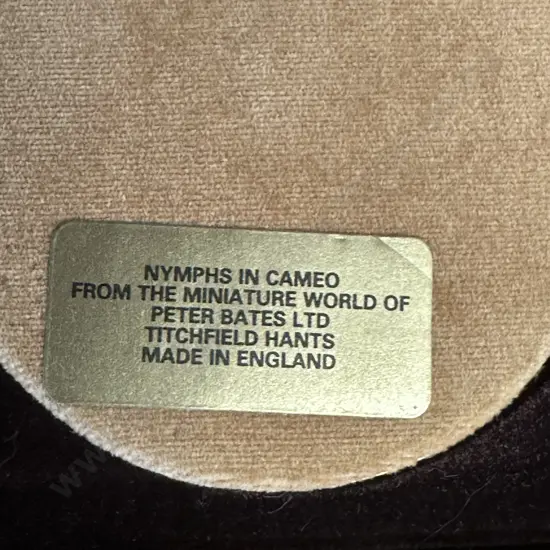 NYMPHS IN CAMEO
FROM THE MINIATURE WORLD OF
PETER BATES LTD
TITCHFIELD HANTS
MADE IN ENGLAND